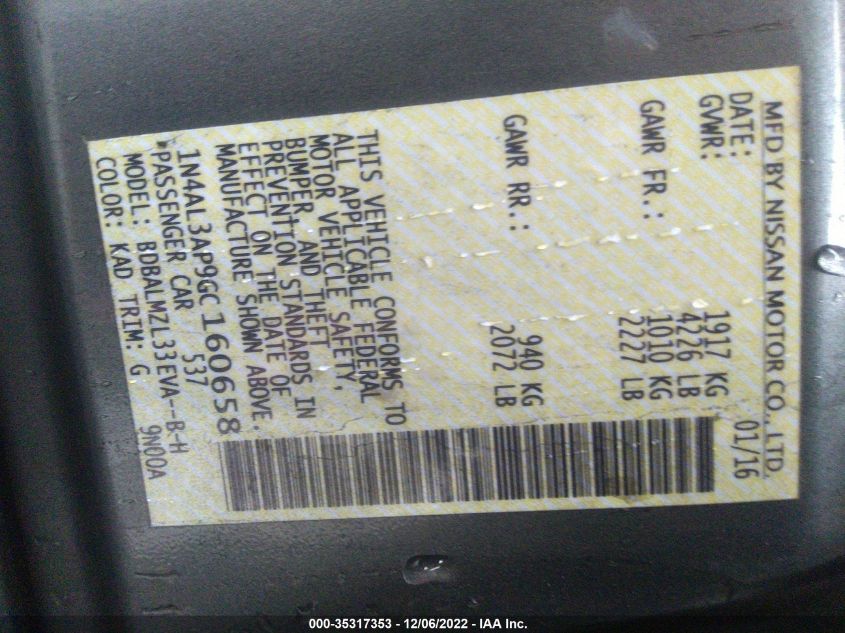 MFD BY NISSAN MOTOR CO., LTD.
DATE: 01/16
GVWR: 1917 KG
4226 LB
GAWR FR.: 1010 KG
2227 LB
GAWR RR.: 940 KG
2072 LB
THIS VEHICLE CONFORMS TO
ALL APPLICABLE FEDERAL
MOTOR VEHICLE SAFETY,
BUMPER, AND THEFT
PREVENTION STANDARDS IN
EFFECT ON THE DATE OF
MANUFACTURE SHOWN ABOVE.
1N4AL3AP9GC160658
PASSENGER CAR 537
MODEL: BDBALMZL33EVA--B-H
COLOR: KAD TRIM: G 9N00A
000-35317353 - 12/06/2022 - IAA Inc.